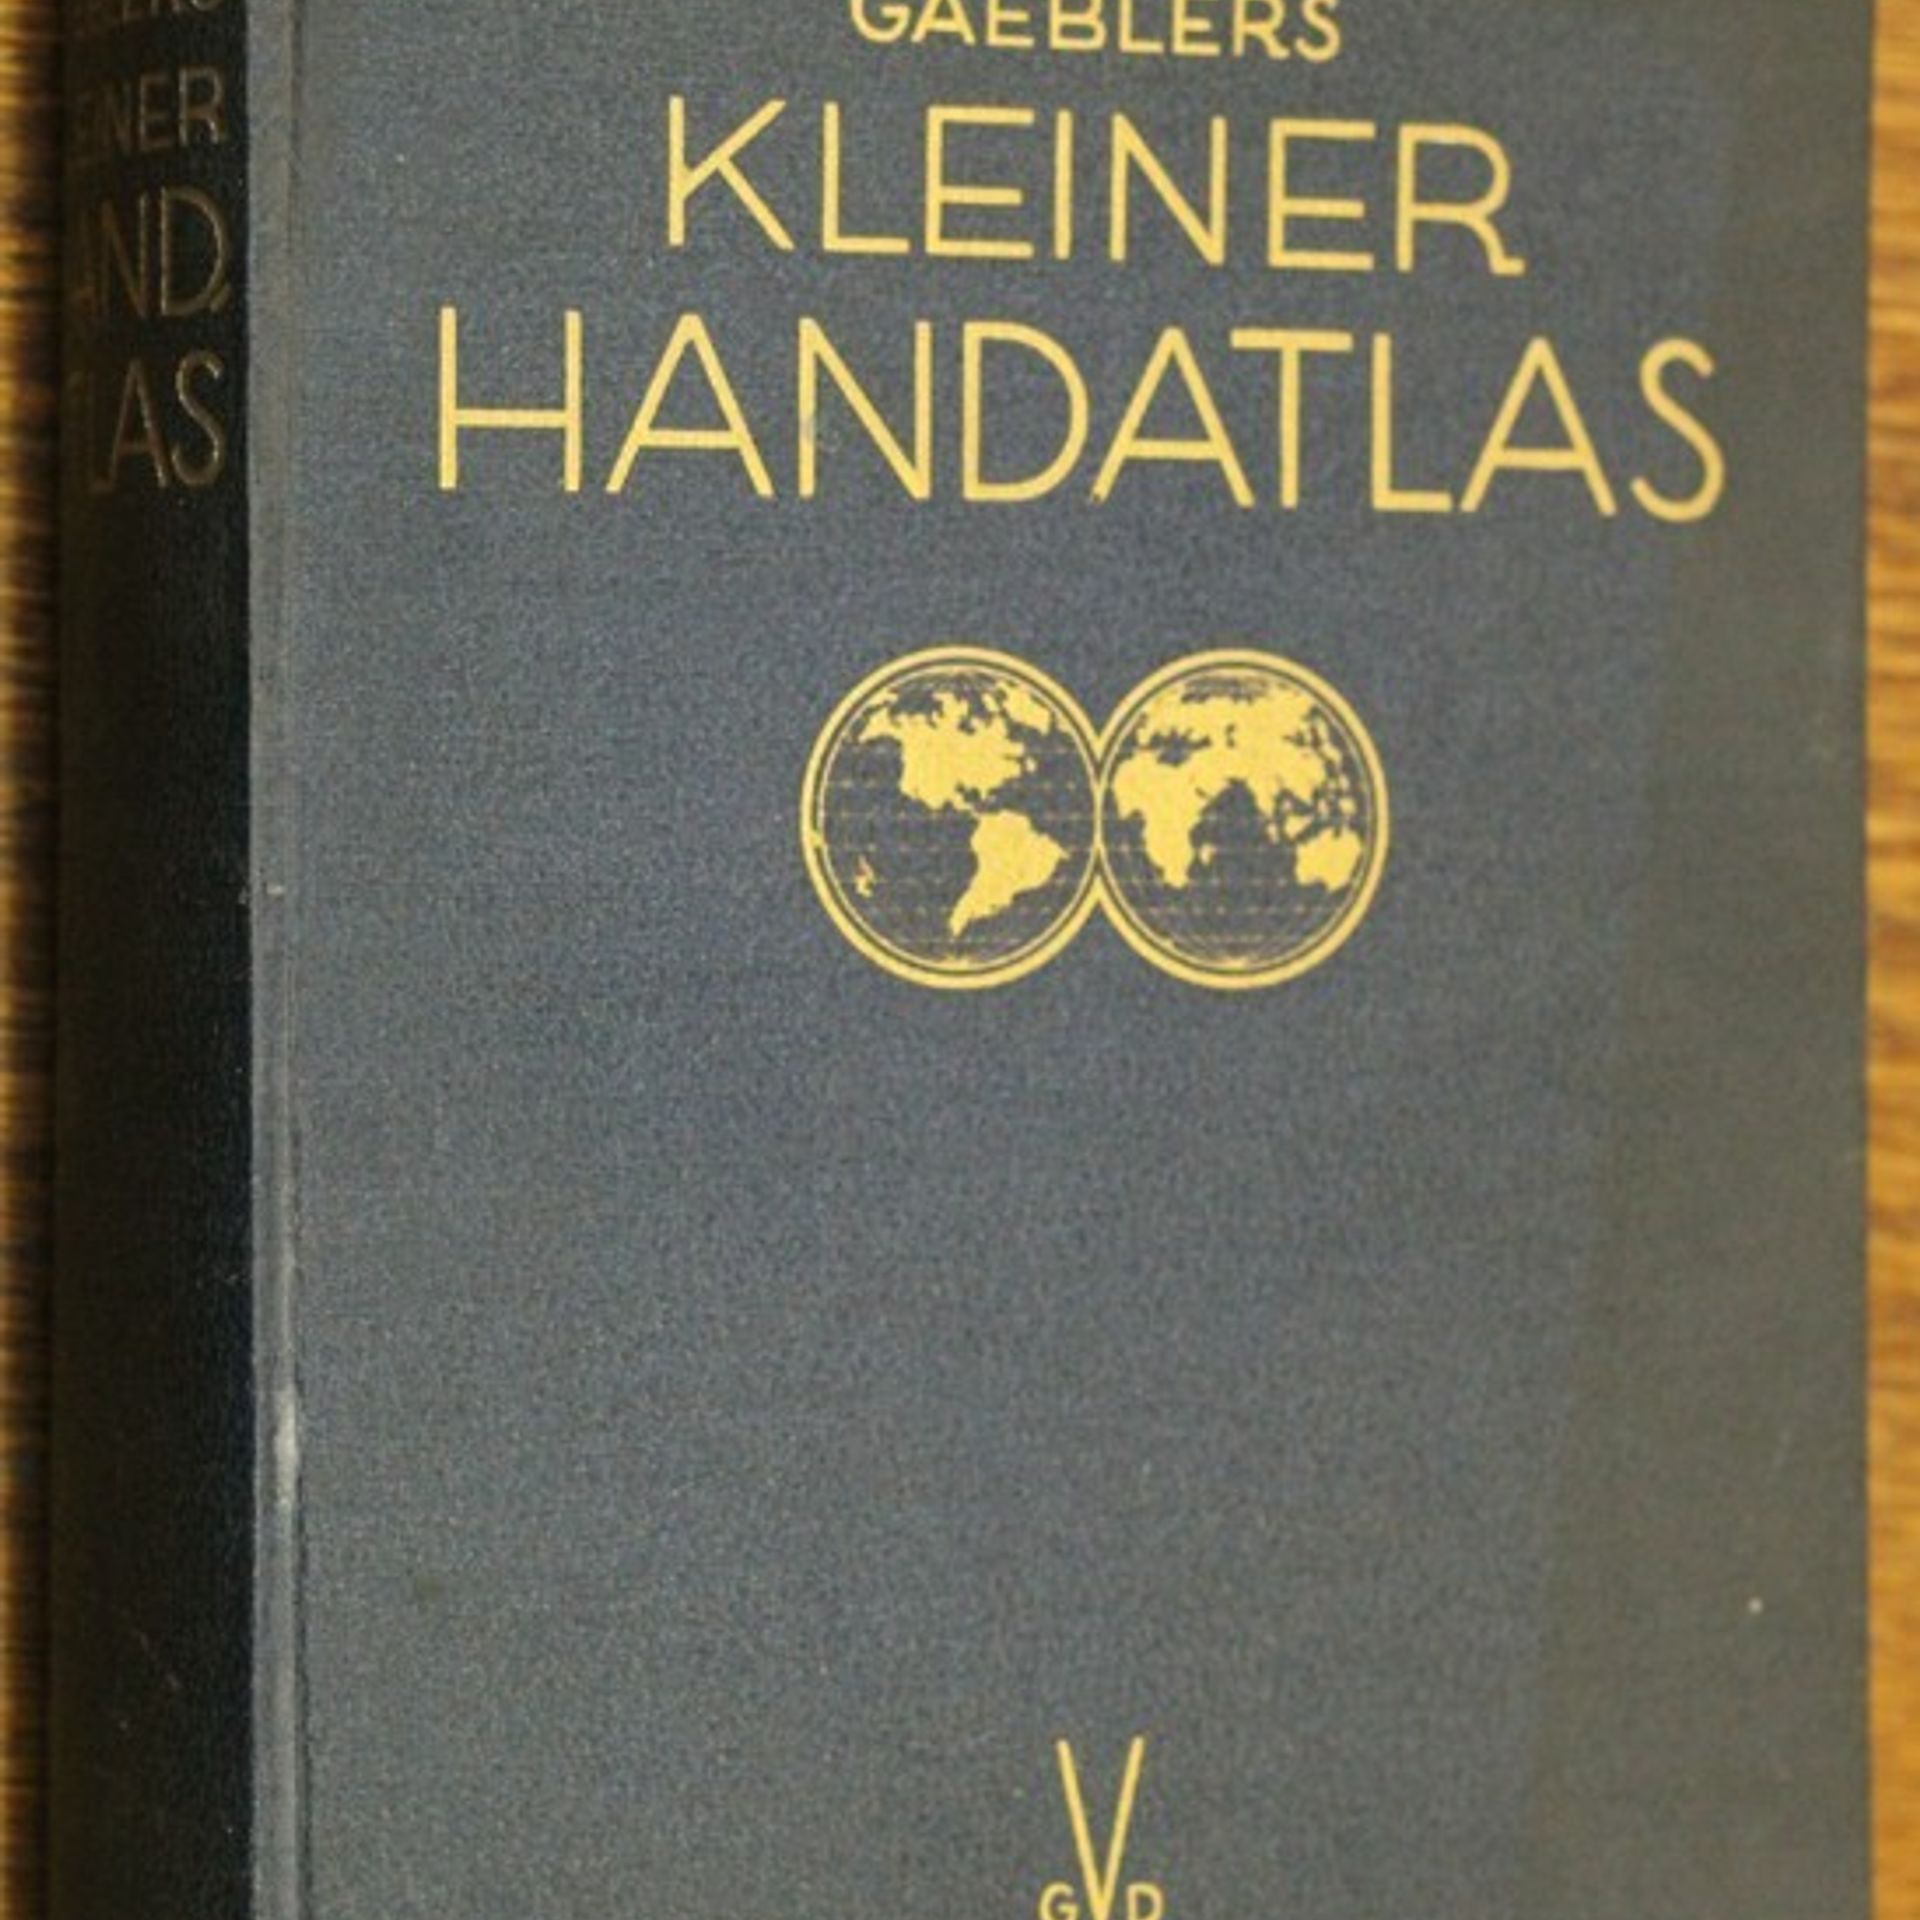 GAEBLERS
KLEINER
HANDATLAS
V
G D